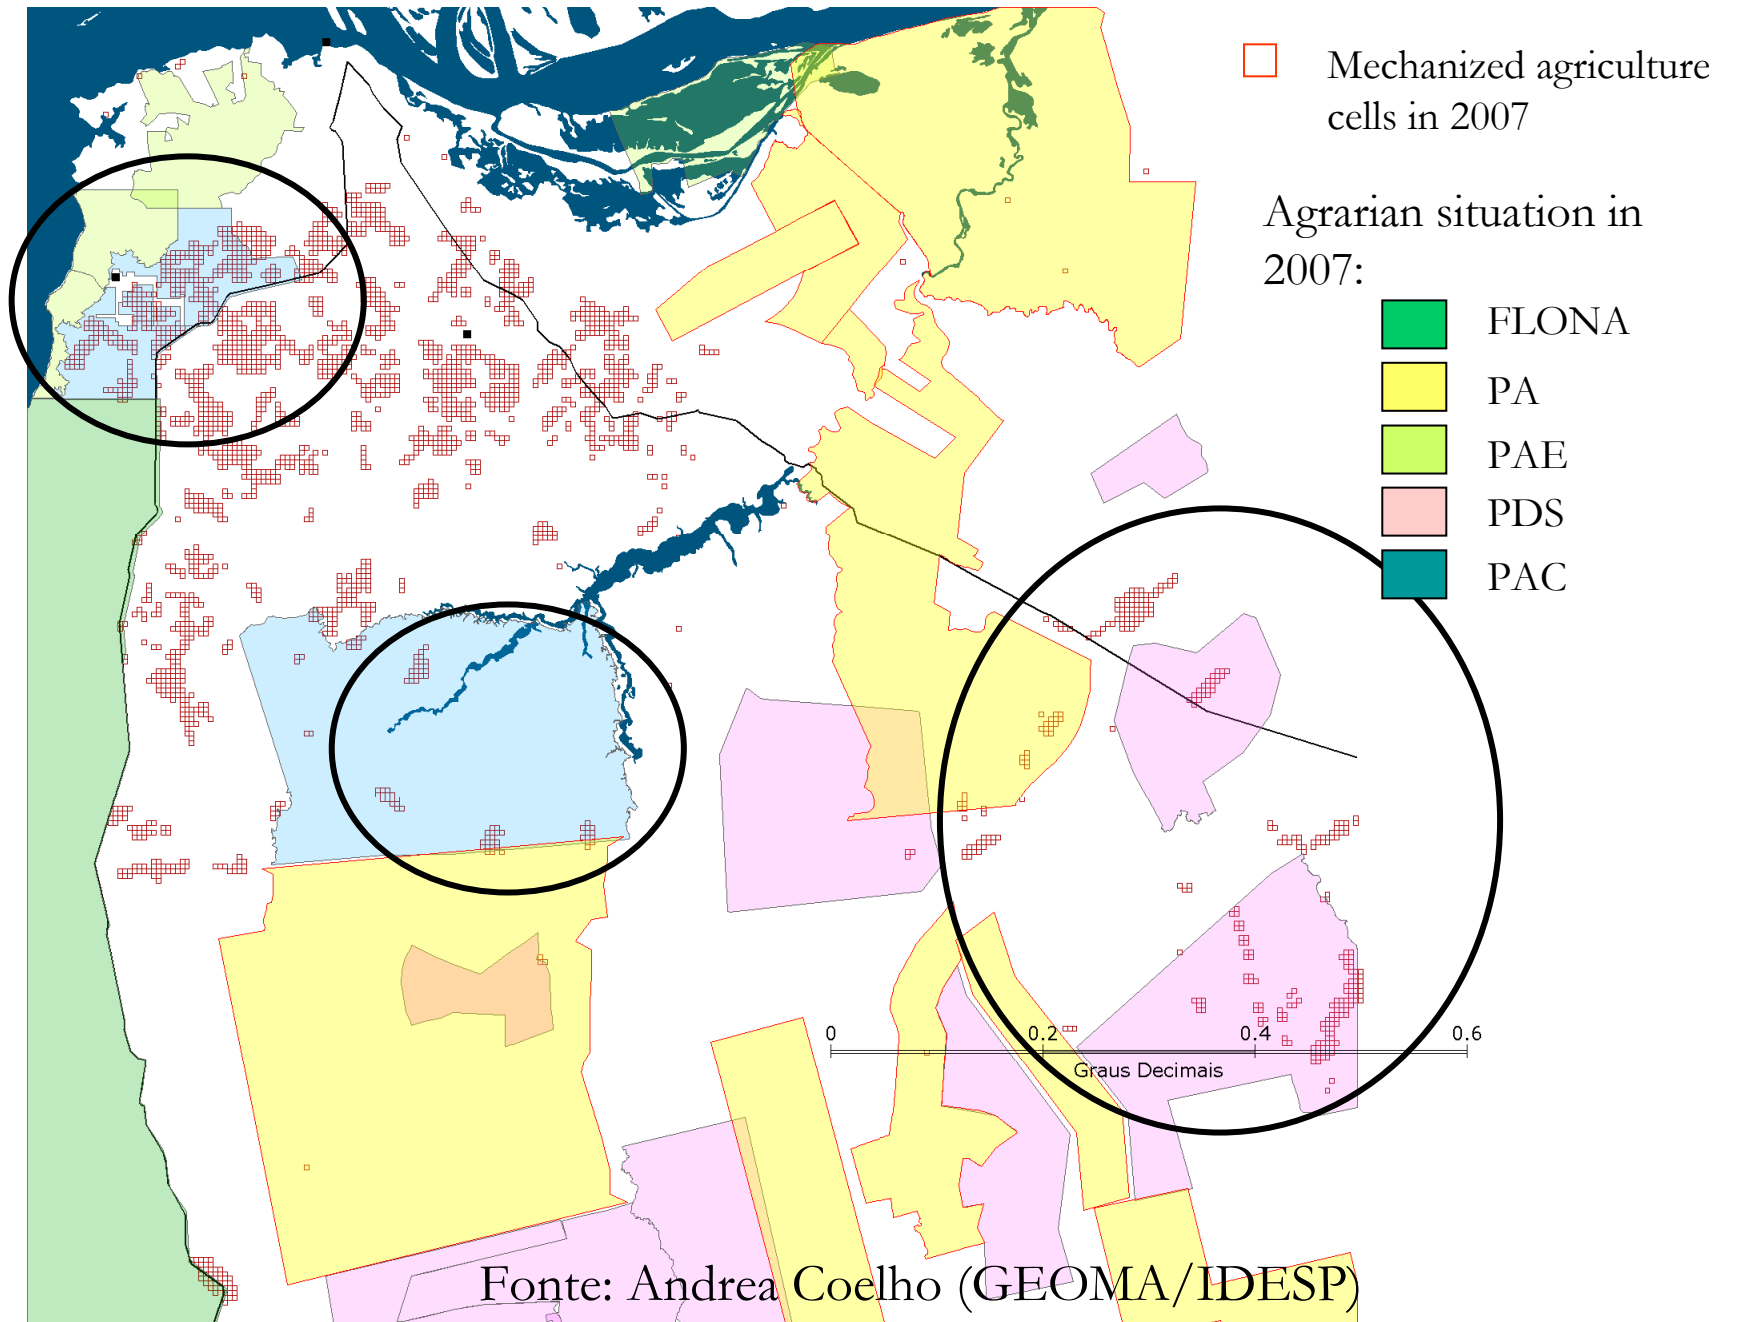 Mechanized agriculture
cells in 2007
Agrarian situation in
2007:
FLONA
PA
PAE
PDS
PAC
0 0.2 0.4 0.6
Graus Decimais
Fonte: Andrea Coelho (GEOMA/IDESP)